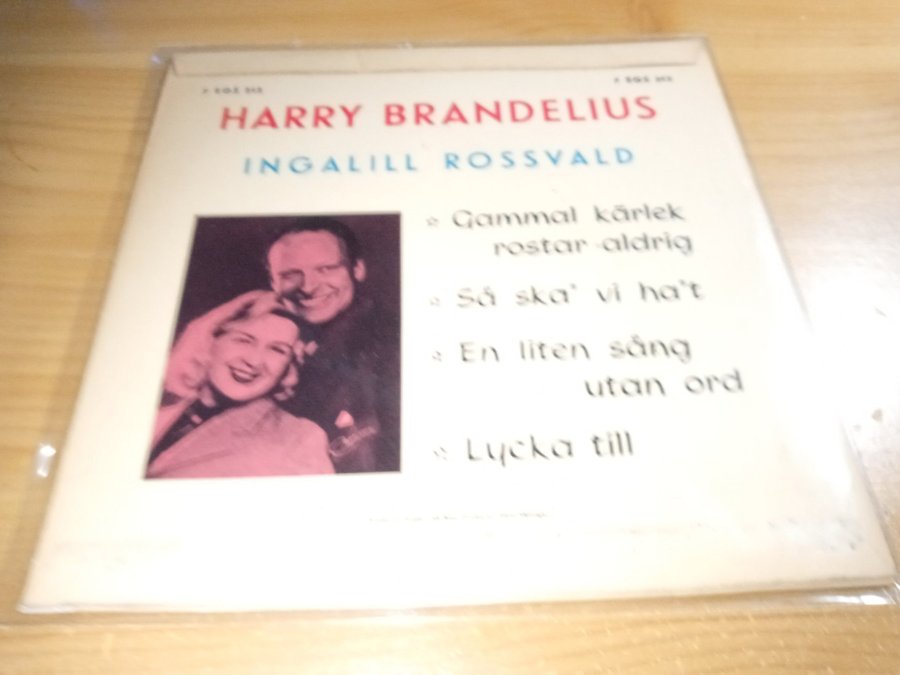 HARRY BRANDELIUS
INGALILL ROSSVALD
Gammal kärlek
rostar aldrig
Så ska' vi ha't
En liten sång
utan ord
Lycka till